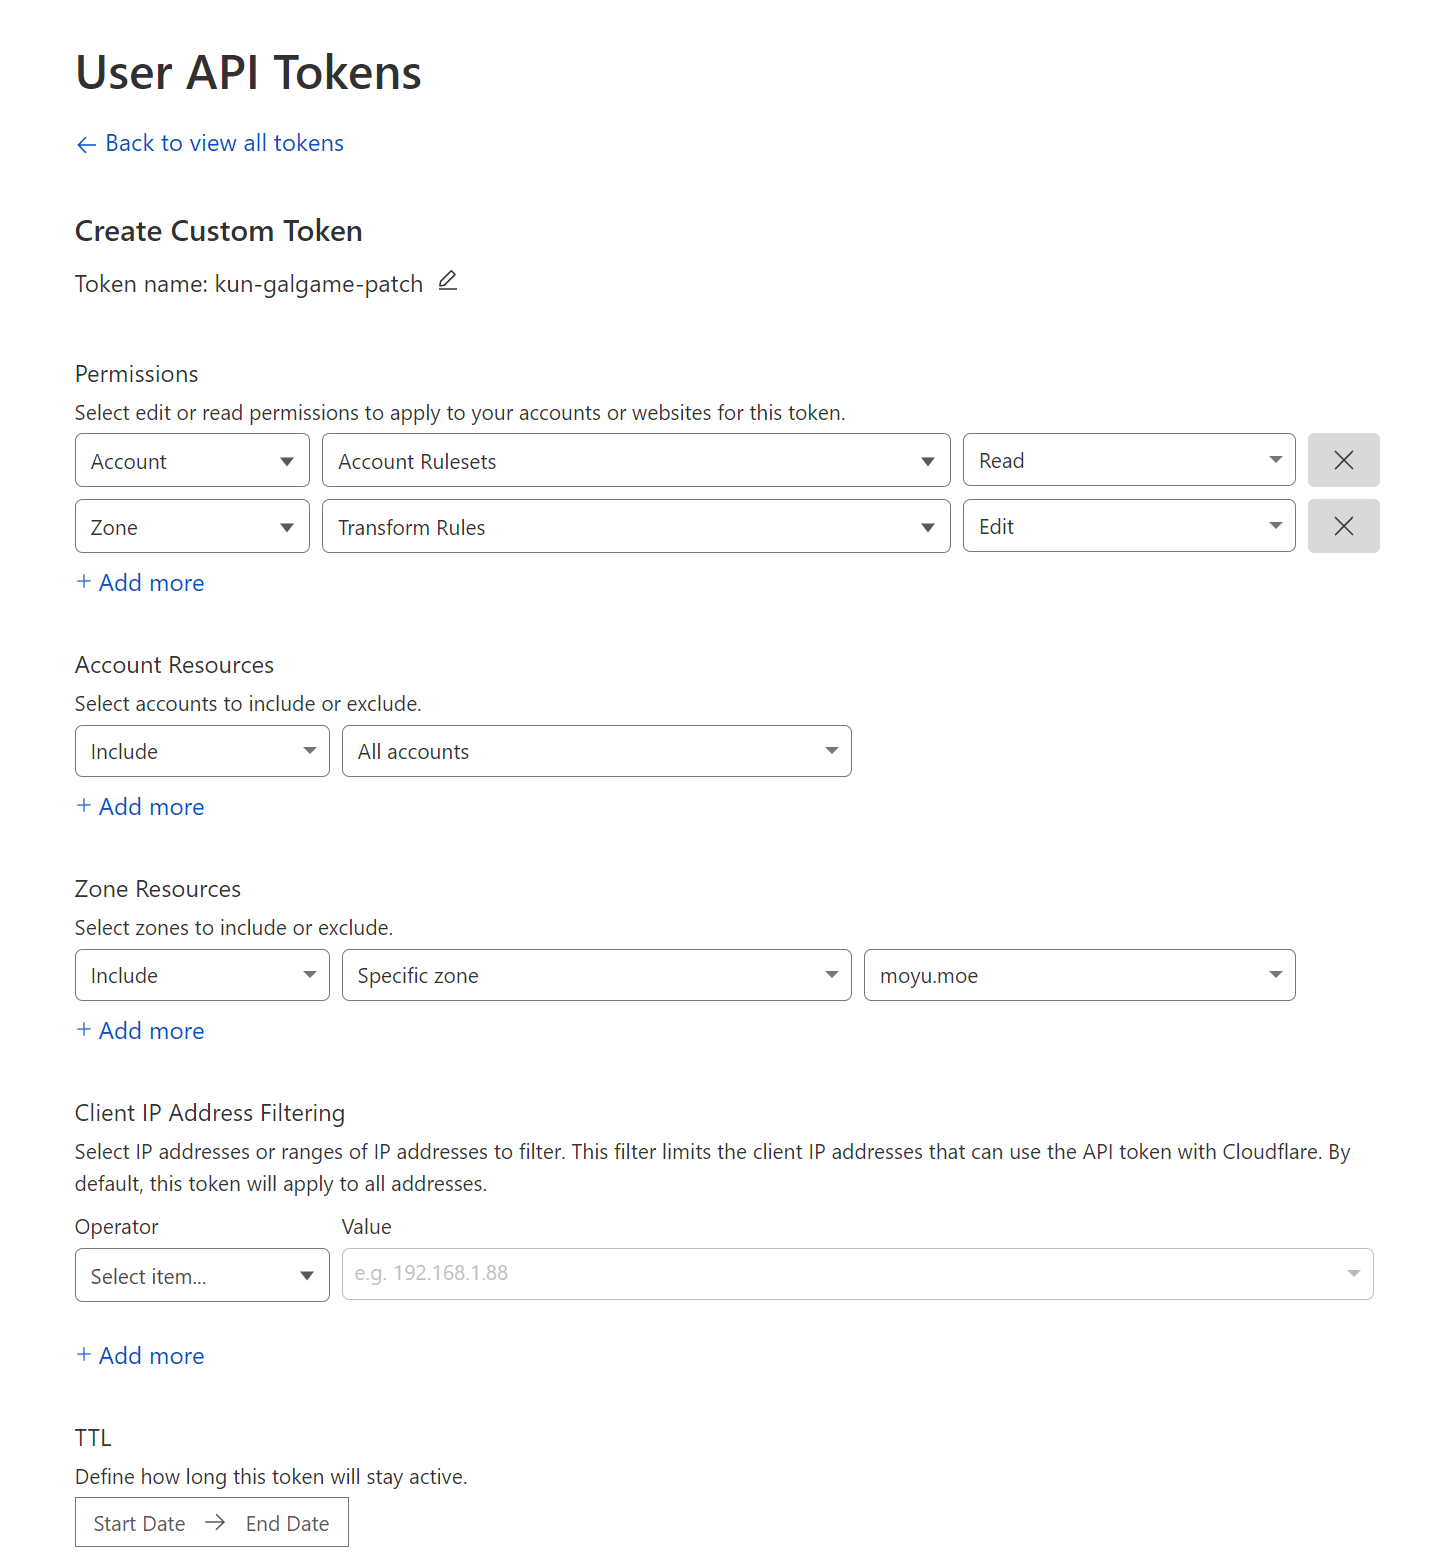 User API Tokens
← Back to view all tokens
Create Custom Token
Token name: kun-galgame-patch
Permissions
Select edit or read permissions to apply to your accounts or websites for this token.
Account Account Rulesets Read
Zone Transform Rules Edit
+ Add more
Account Resources
Select accounts to include or exclude.
Include All accounts
+ Add more
Zone Resources
Select zones to include or exclude.
Include Specific zone moyu.moe
+ Add more
Client IP Address Filtering
Select IP addresses or ranges of IP addresses to filter. This filter limits the client IP addresses that can use the API token with Cloudflare. By
default, this token will apply to all addresses.
Operator Value
Select item... e.g. 192.168.1.88
+ Add more
TTL
Define how long this token will stay active.
Start Date → End Date